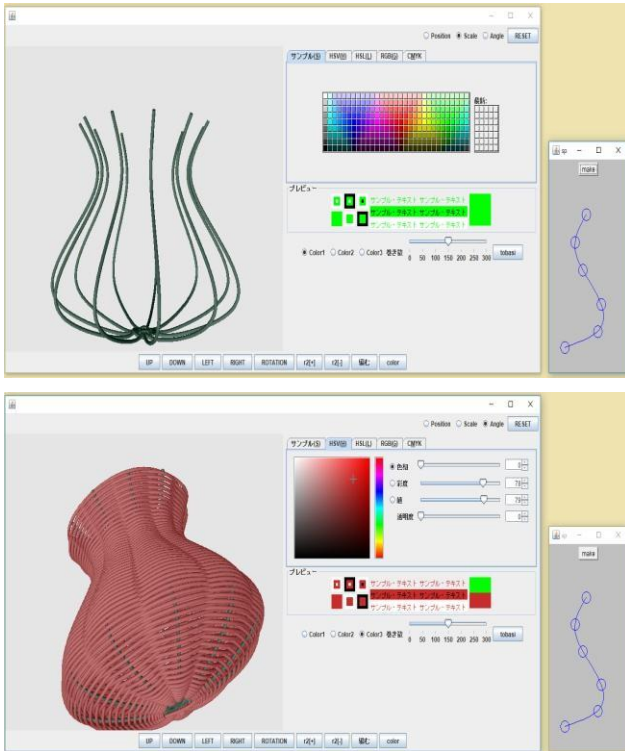 Position Scale Angle RESET
サンプル(S) HSV(H) HSL(L) RGB(G) CMYK
最新:
プレビュー
サンプル・テキスト サンプル・テキスト
サンプル・テキスト サンプル・テキスト
サンプル・テキスト サンプル・テキスト
Color1 Color2 Color3 巻き数 0 50 100 150 200 250 300 tobasi
UP DOWN LEFT RIGHT ROTATION r2[+] r2[-] color
make
Position Scale Angle RESET
サンプル(S) HSV(H) HSL(L) RGB(G) CMYK
色相 0
彩度 70
値
透明度 0
プレビュー
サンプル・テキスト サンプル・テキスト
サンプル・テキスト サンプル・テキスト
サンプル・テキスト サンプル・テキスト
Color1 Color2 Color3 巻き数 0 50 100 150 200 250 300 tobasi
UP DOWN LEFT RIGHT ROTATION r2[+] r2[-] color
make